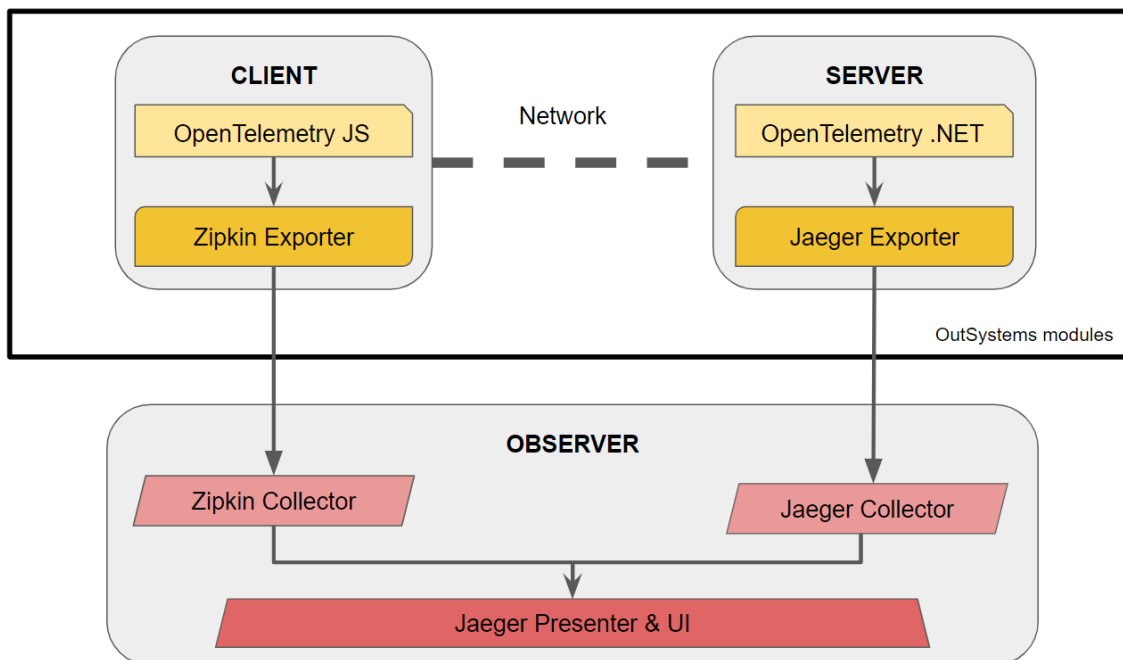 CLIENT
SERVER
OpenTelemetry JS
Network
OpenTelemetry .NET
Zipkin Exporter
Jaeger Exporter
OutSystems modules
OBSERVER
Zipkin Collector
Jaeger Collector
Jaeger Presenter & UI